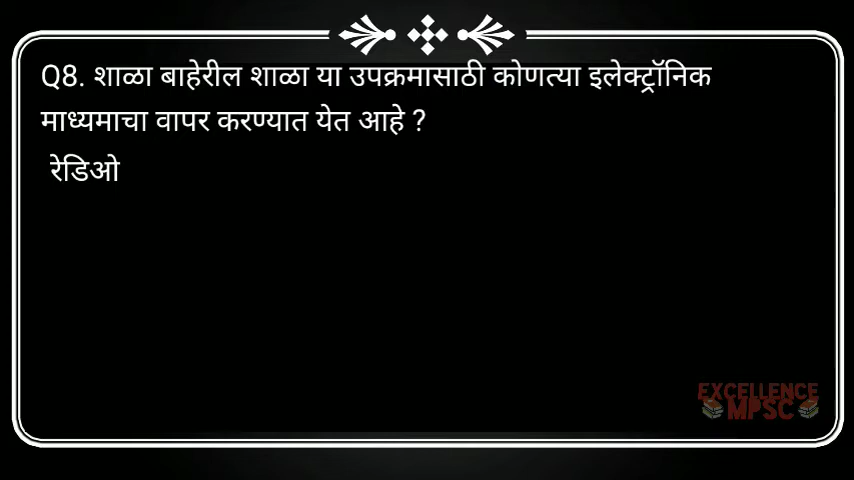 Q8. शाळा बाहेरील शाळा या उपक्रमासाठी कोणत्या इलेक्ट्रॉनिक
माध्यमाचा वापर करण्यात येत आहे ?
रेडिओ
EXCELLENCE
MPSC